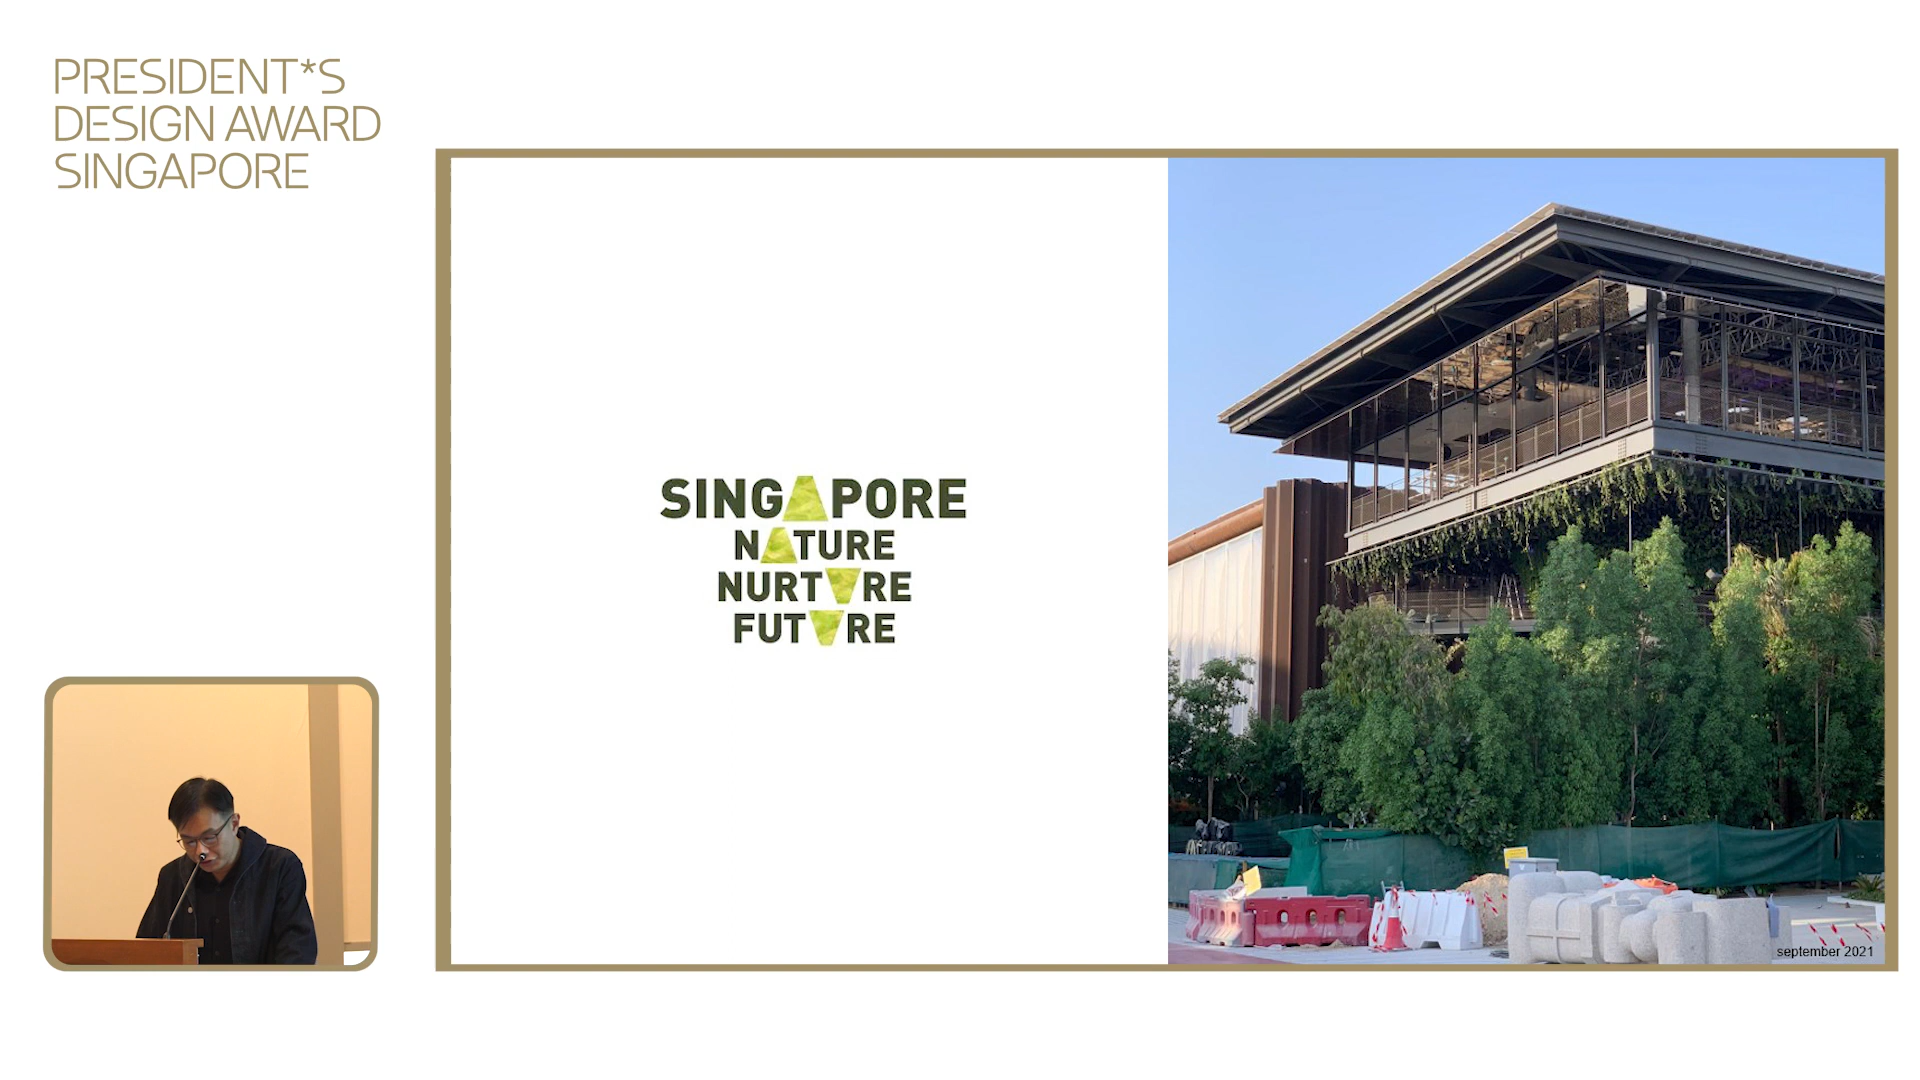 PRESIDENT*S
DESIGN AWARD
SINGAPORE
SINGAPORE
NATURE
NURTURE
FUTURE
september 2021